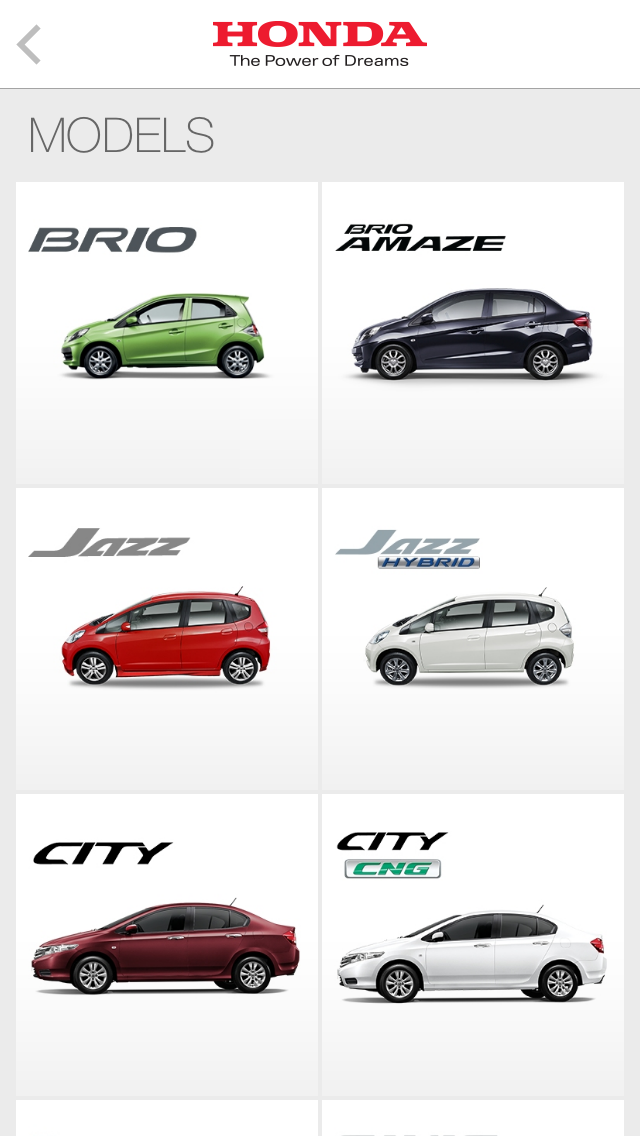 HONDA
The Power of Dreams
MODELS
BRIO
BRIO
AMAZE
Jazz
Jazz
HYBRID
CITY
CITY
CNG